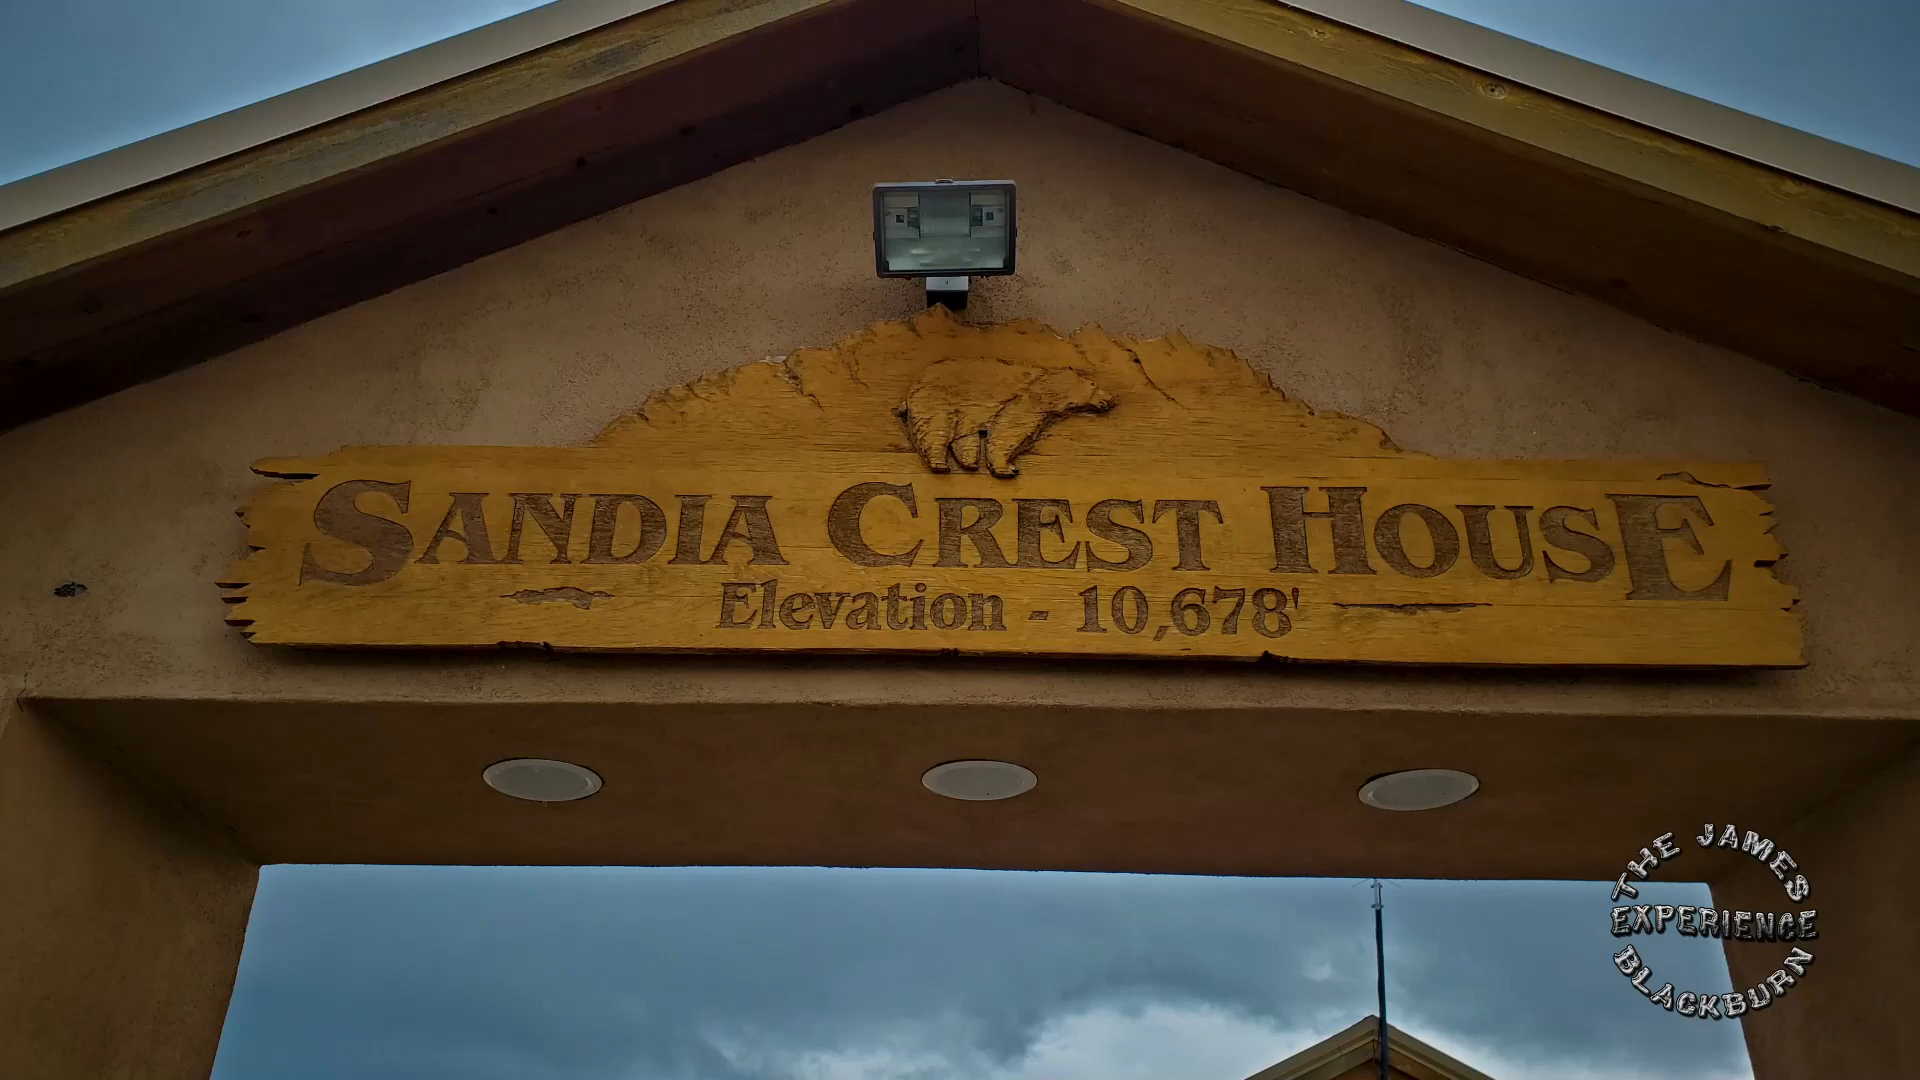 SANDIA CREST HOUSE
Elevation - 10,678'
THE JAMES
EXPERIENCE
BLACKBURN